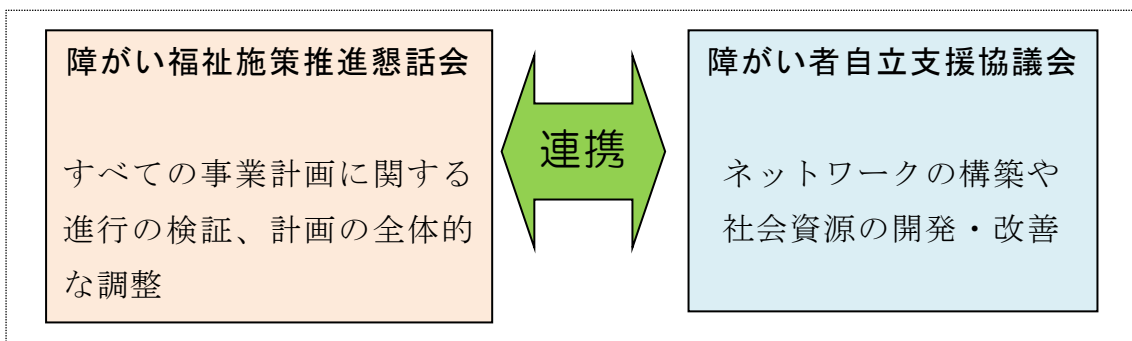 障がい福祉施策推進懇話会
すべての事業計画に関する
進行の検証、計画の全体的
な調整
連携
障がい者自立支援協議会
ネットワークの構築や
社会資源の開発・改善